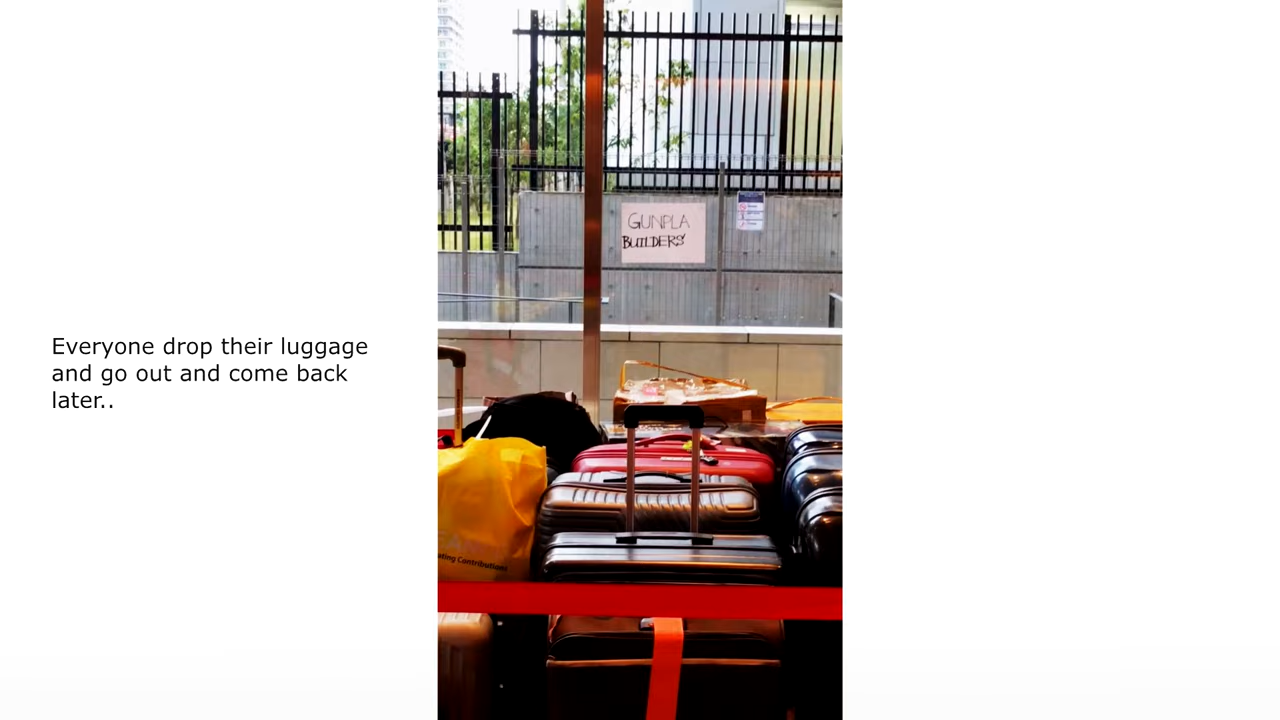 Everyone drop their luggage
and go out and come back
later..
GUNPLA
BUILDERS
ating Contributions